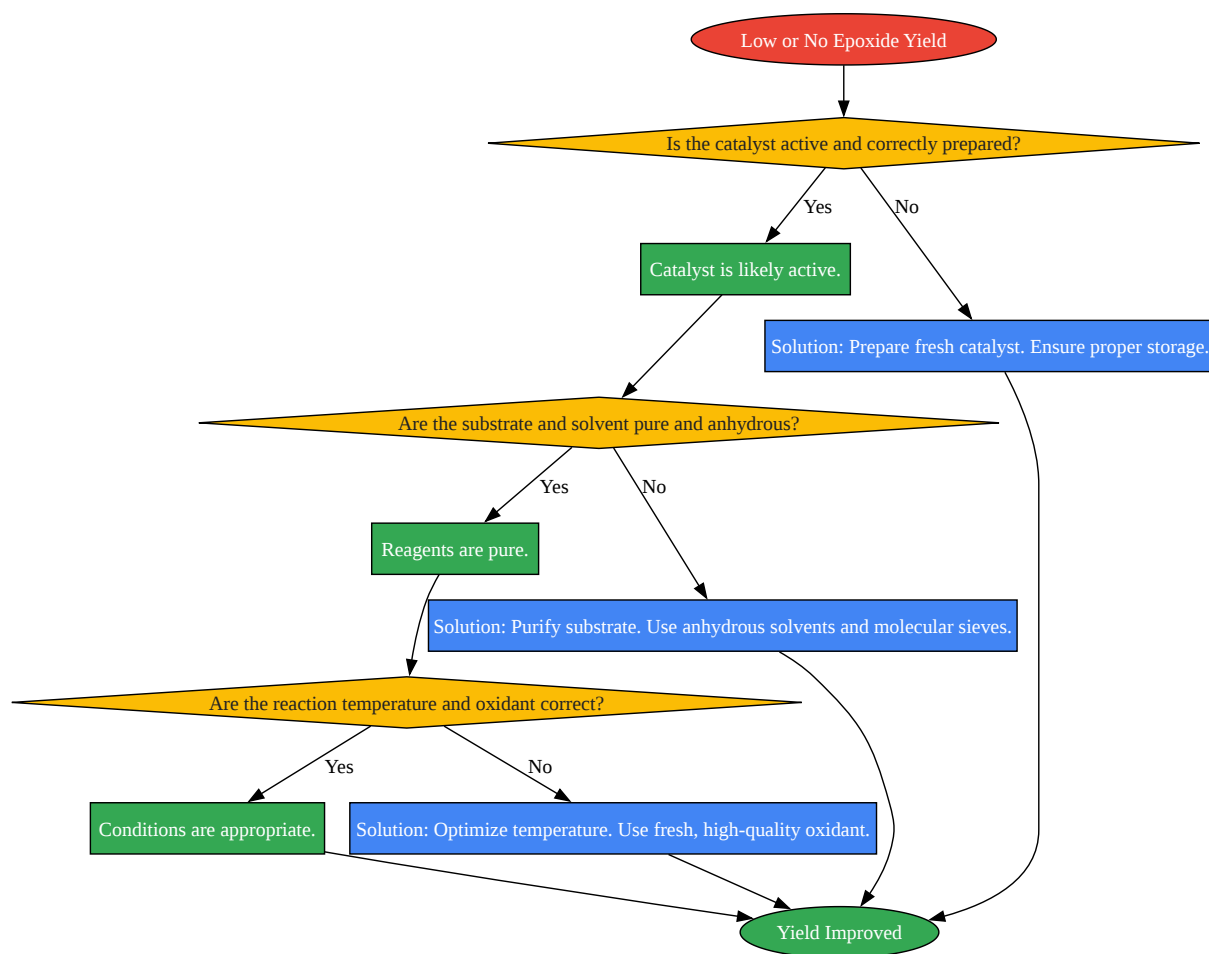 Low or No Epoxide Yield
Is the catalyst active and correctly prepared?
Yes
No
Catalyst is likely active.
Solution: Prepare fresh catalyst. Ensure proper storage.
Are the substrate and solvent pure and anhydrous?
Yes
No
Reagents are pure.
Solution: Purify substrate. Use anhydrous solvents and molecular sieves.
Are the reaction temperature and oxidant correct?
Yes
No
Conditions are appropriate.
Solution: Optimize temperature. Use fresh, high-quality oxidant.
Yield Improved